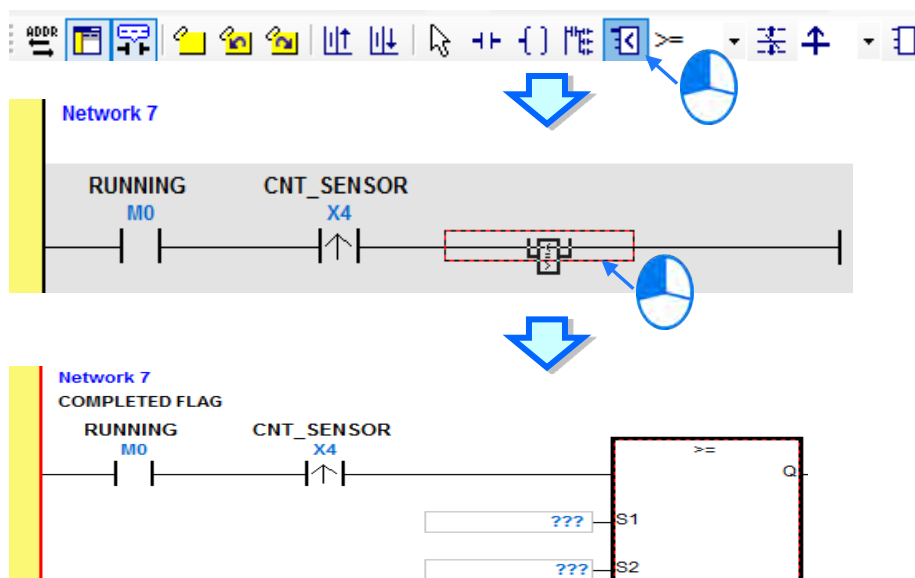 ADDR
>=
Network 7
RUNNING CNT_SENSOR
M0 X4
Network 7
COMPLETED FLAG
RUNNING CNT_SENSOR
M0 X4
>=
Q
??? S1
??? S2